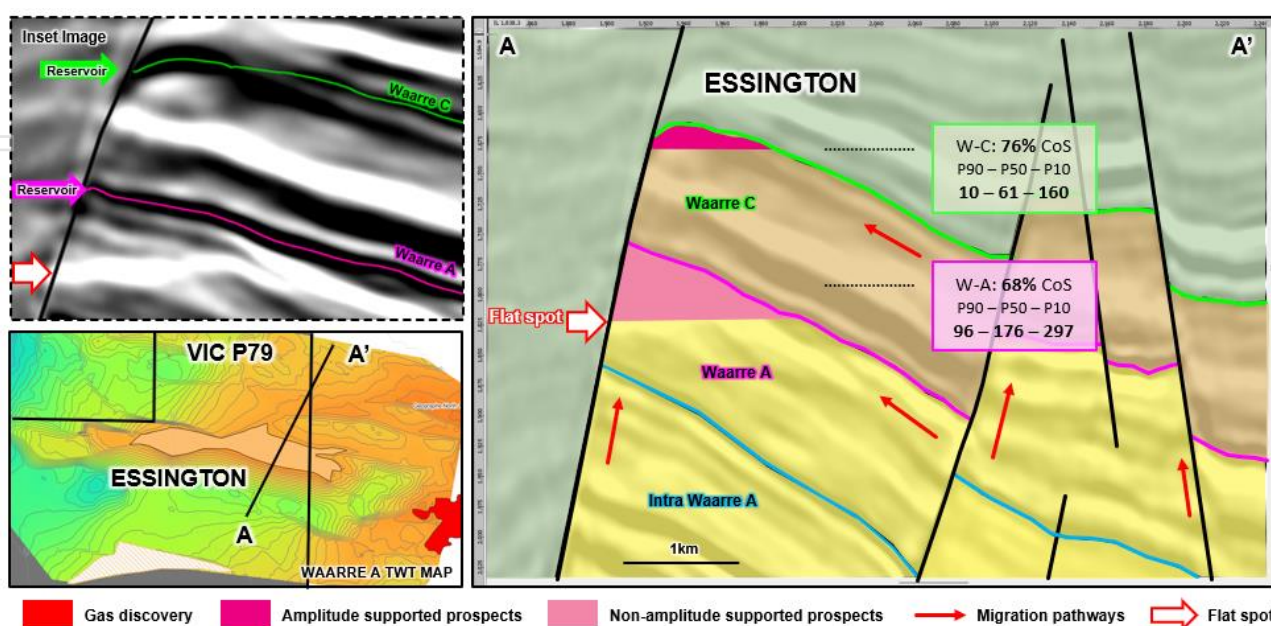 Inset Image
Reservoir
Waarre C
Reservoir
Waarre A
VIC P79
A'
ESSINGTON
A
WAARRE A TWT MAP
A
A'
ESSINGTON
W-C: 76% CoS
P90 – P50 – P10
10 – 61 – 160
Waarre C
W-A: 68% CoS
P90 – P50 – P10
96 – 176 – 297
Flat spot
Waarre A
Intra Waarre A
1km
Gas discovery
Amplitude supported prospects
Non-amplitude supported prospects
Migration pathways
Flat spot